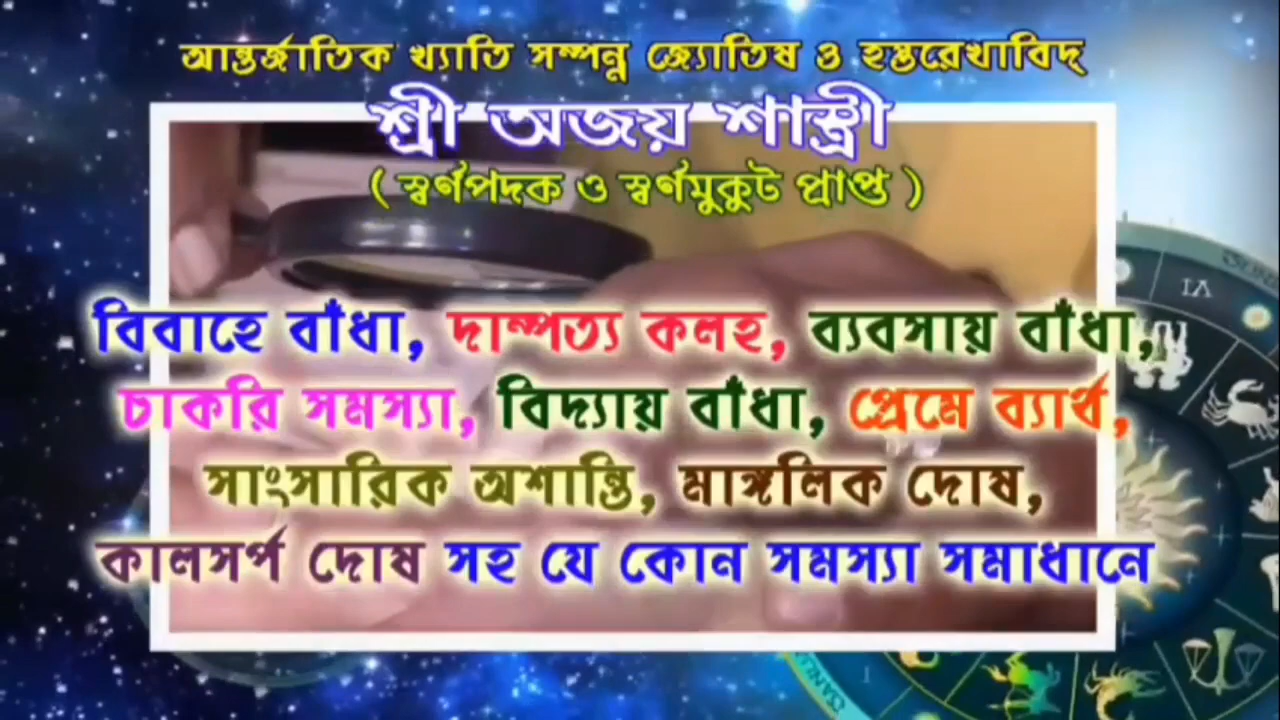 আন্তর্জাতিক খ্যাতি সম্পন্ন জ্যোতিষ ও হস্তরেখাবিদ
শ্রী অজয় শাস্ত্রী
( স্বর্ণপদক ও স্বর্ণমুকুট প্রাপ্ত )
বিবাহে বাঁধা, দাম্পত্য কলহ, ব্যবসায় বাঁধা,
চাকরি সমস্যা, বিদ্যায় বাঁধা, প্রেমে ব্যার্থ,
সাংসারিক অশান্তি, মাঙ্গলিক দোষ,
কালসর্প দোষ সহ যে কোন সমস্যা সমাধানে